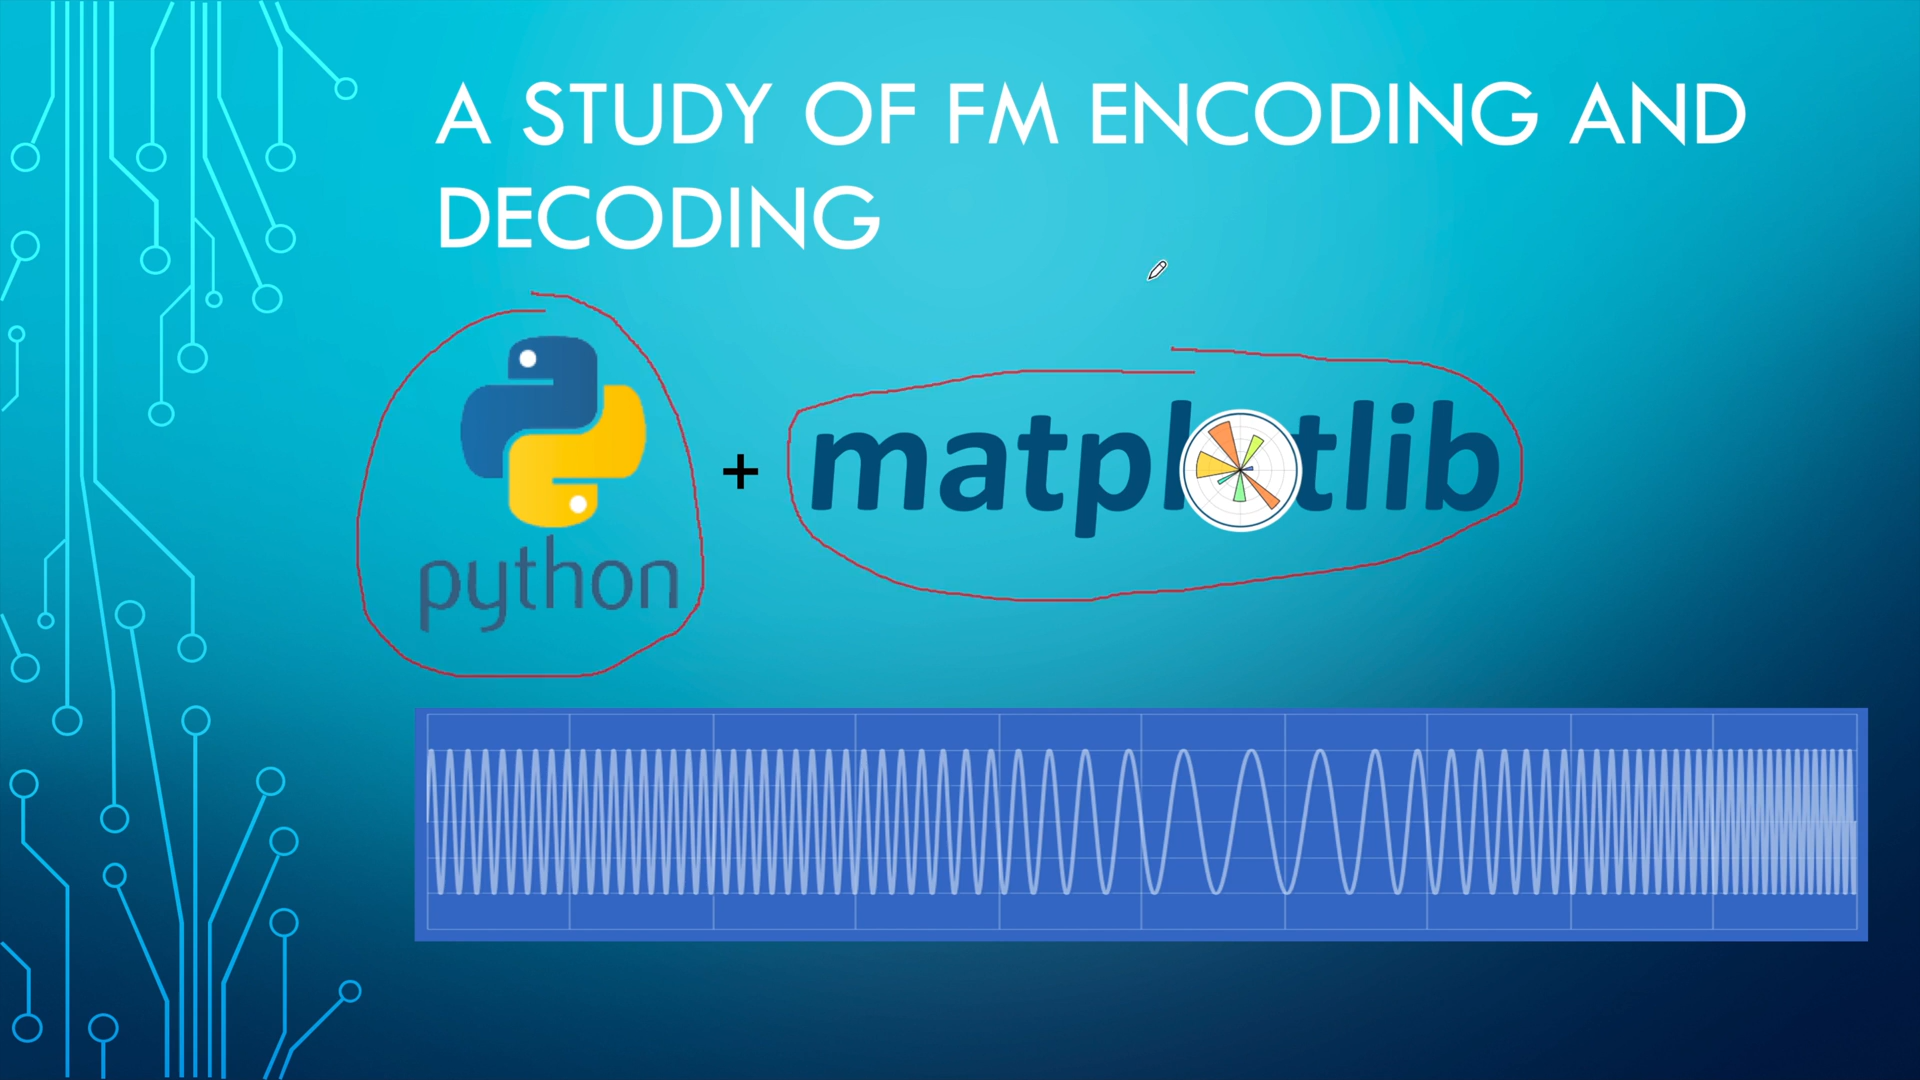 A STUDY OF FM ENCODING AND
DECODING
python
+
matplotlib